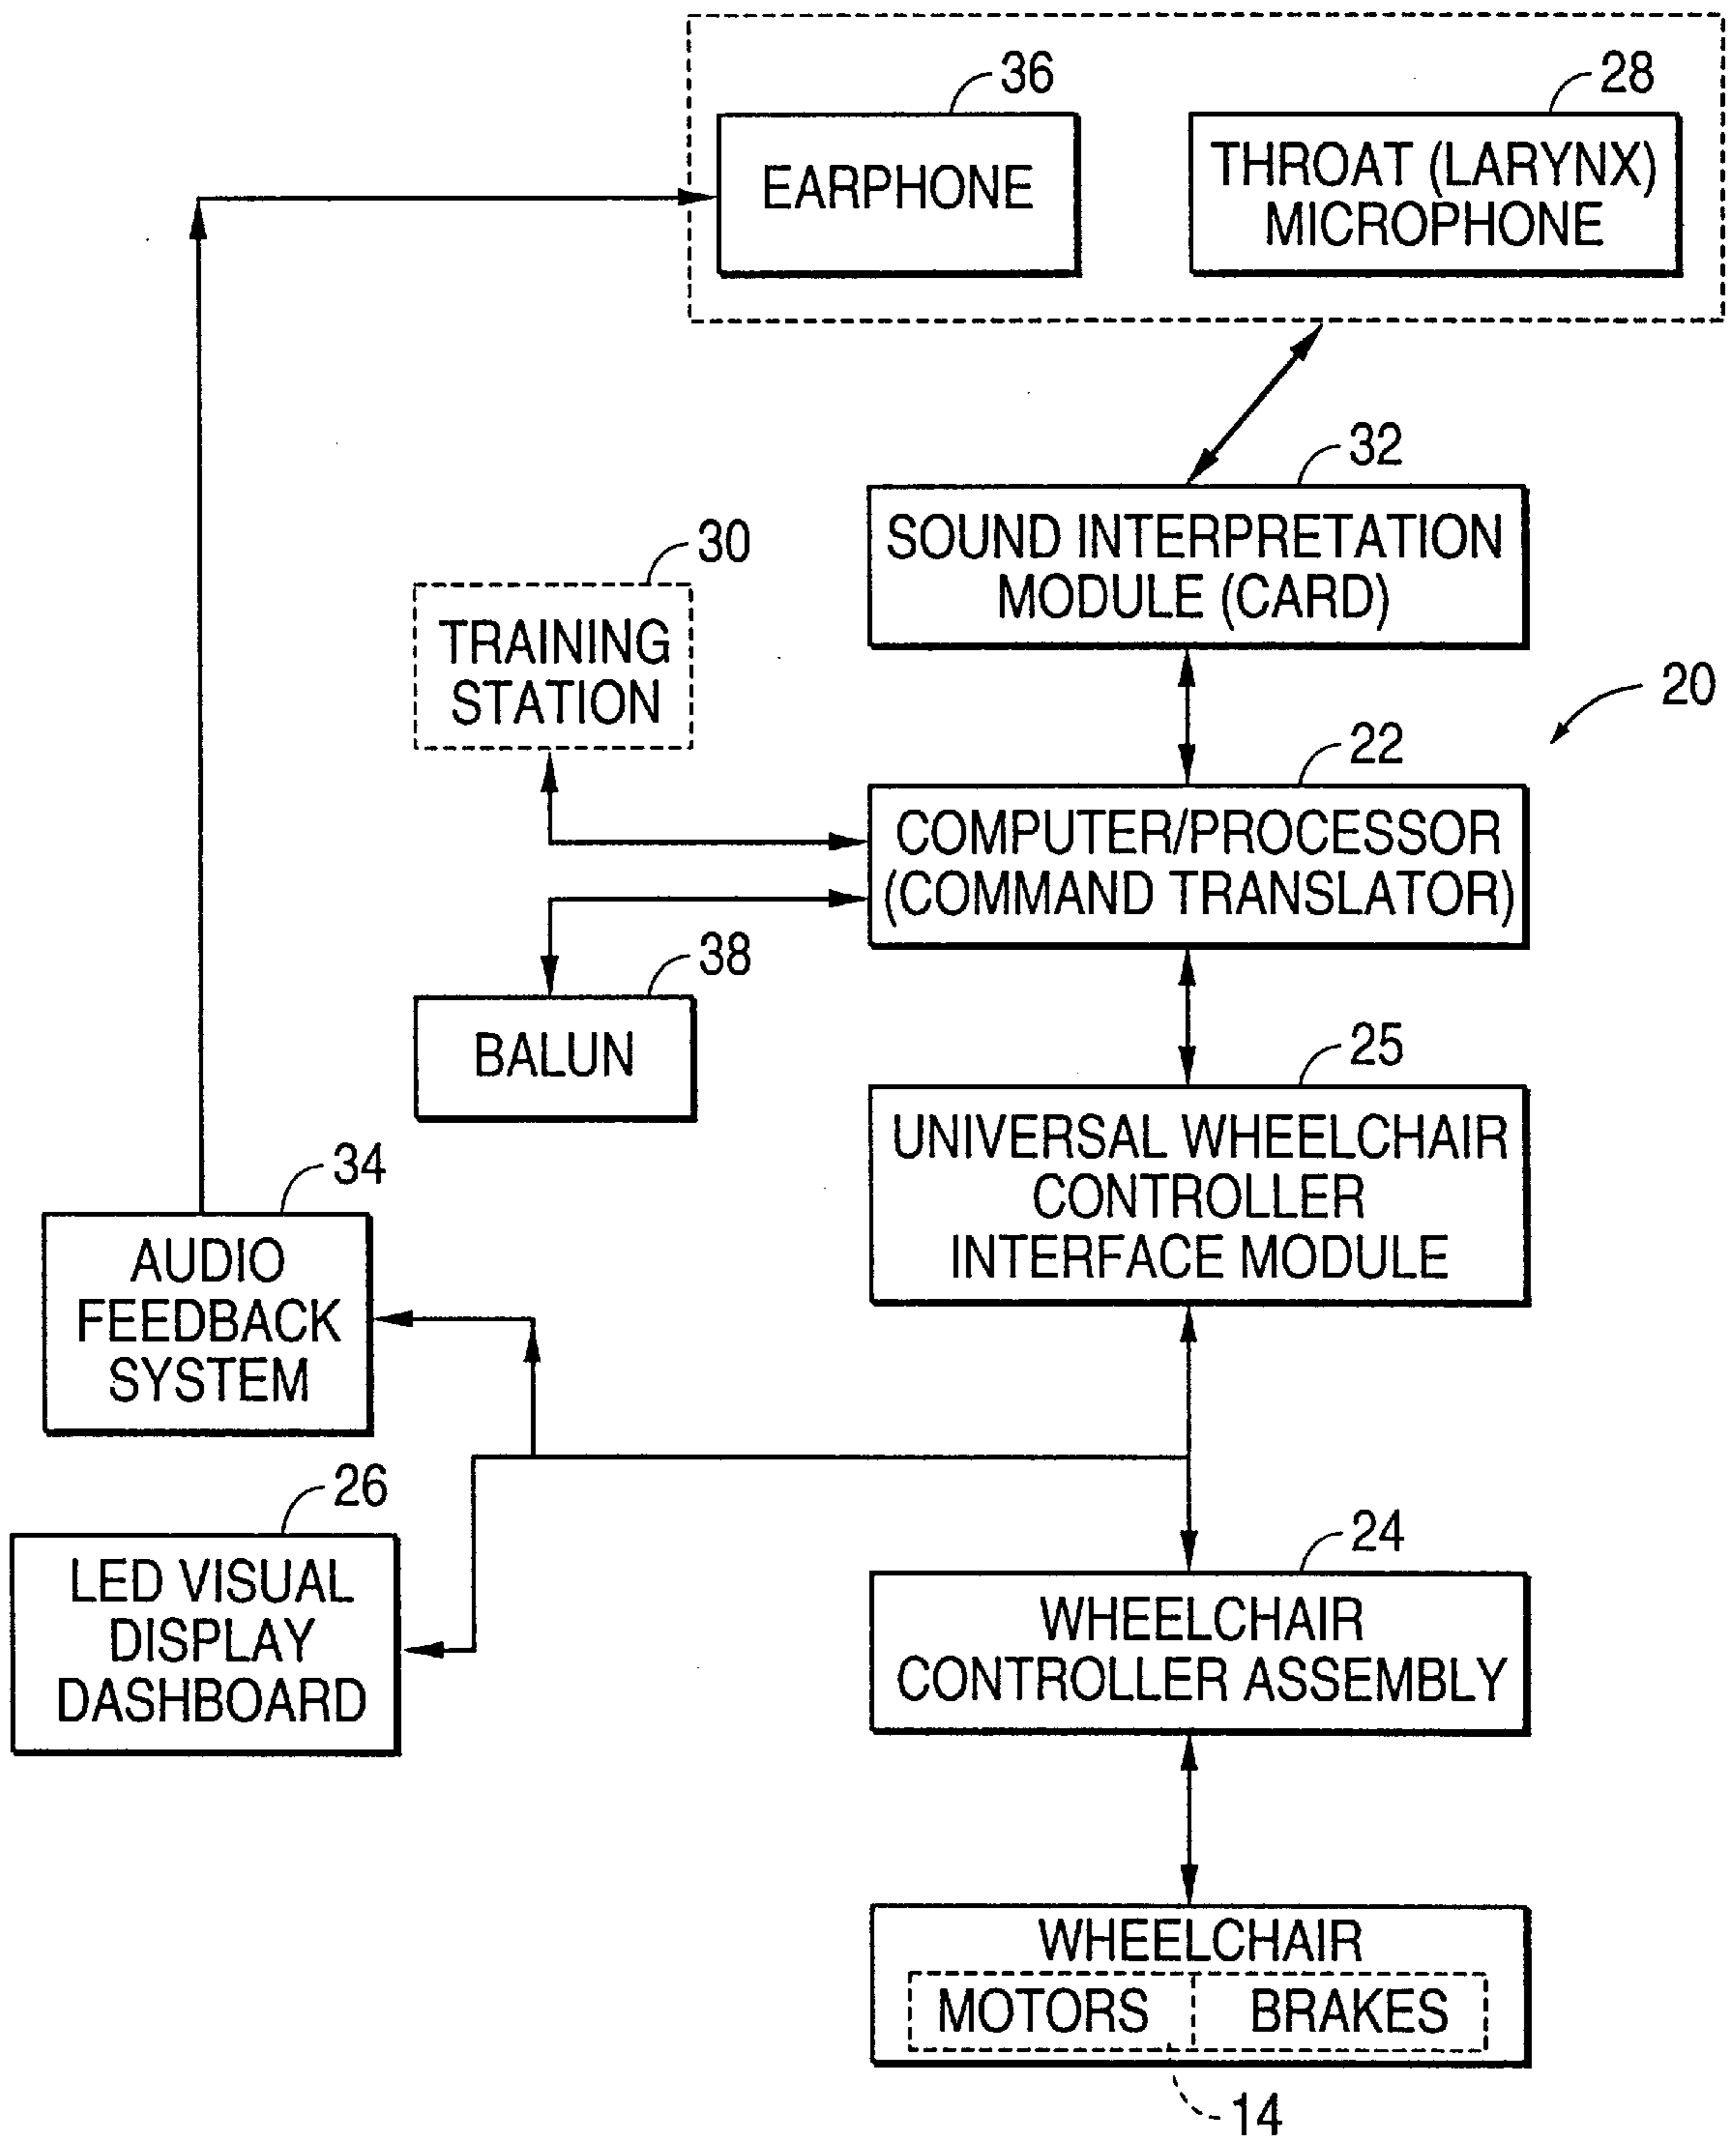 36
28
EARPHONE
THROAT (LARYNX)
MICROPHONE
32
SOUND INTERPRETATION
MODULE (CARD)
30
TRAINING
STATION
20
22
COMPUTER/PROCESSOR
(COMMAND TRANSLATOR)
38
BALUN
25
UNIVERSAL WHEELCHAIR
CONTROLLER
INTERFACE MODULE
34
AUDIO
FEEDBACK
SYSTEM
26
LED VISUAL
DISPLAY
DASHBOARD
24
WHEELCHAIR
CONTROLLER ASSEMBLY
WHEELCHAIR
MOTORS
BRAKES
14